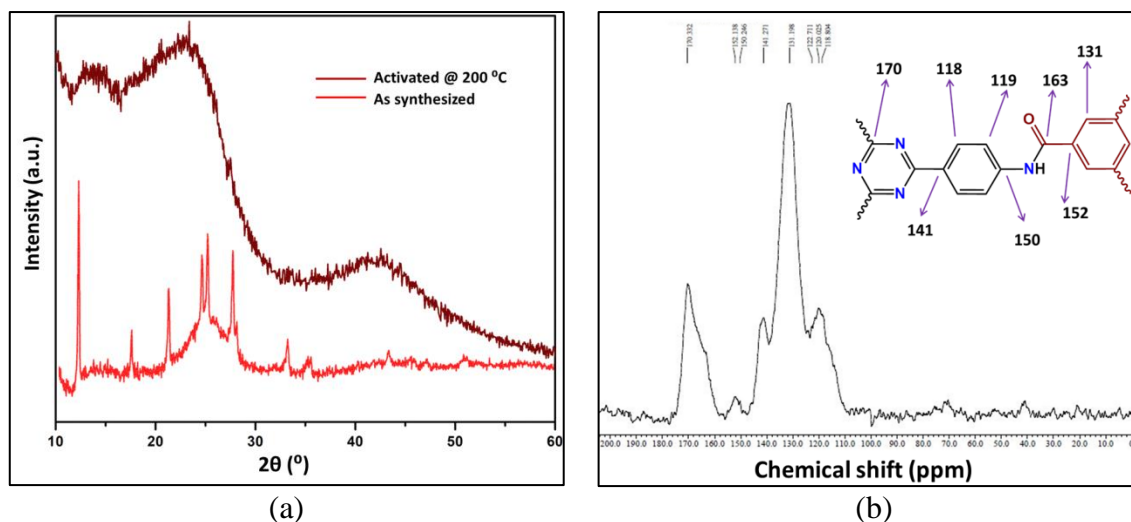 Activated @ 200 ⁰C
As synthesized
Intensity (a.u.)
10 20 30 40 50 60
2θ (⁰)
(a)
170.332
152.138
150.246
141.271
131.198
122.711
120.025
118.804
170 118 119 163 131
O
N N N
NH
141 150 152
200.0 190.0 180.0 170.0 160.0 150.0 140.0 130.0 120.0 110.0 100.0 90.0 80.0 70.0 60.0 50.0 40.0 30.0 20.0 10.0
Chemical shift (ppm)
(b)